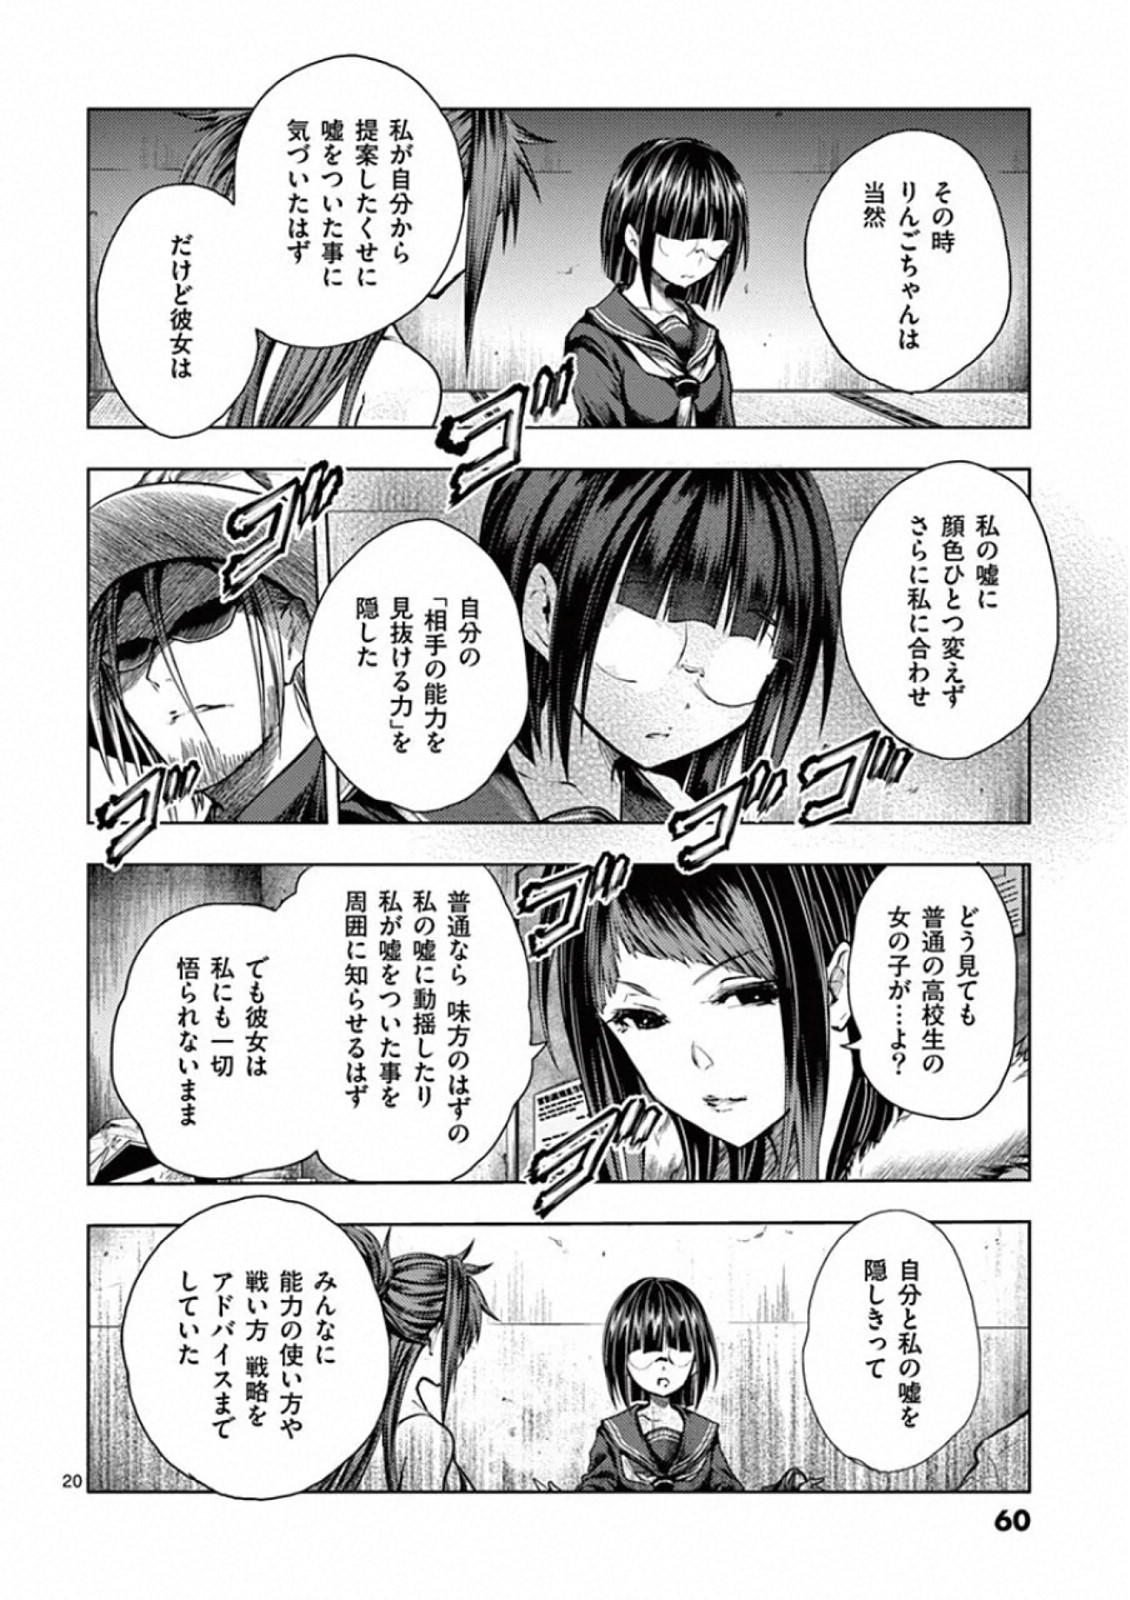 その時
りんごちゃんは
当然
私が自分から
提案したくせに
嘘をついた事に
気づいたはず
だけど彼女は
ゴ
ゴ
私の嘘に
顔色ひとつ変えず
さらに私に合わせ
自分の
「相手の能力を
見抜ける力」を
隠した
ゴ
ゴ
ゴ
どう見ても
普通の高校生の
女の子が…よ?
普通なら 味方のはずの
私の嘘に動揺したり
私が嘘をついた事を
周囲に知らせるはず
でも彼女は
私にも一切
悟られないまま
ゴ
ゴ
自分と私の嘘を
隠しきって
みんなに
能力の使い方や
戦い方 戦略を
アドバイスまで
していた
20
60